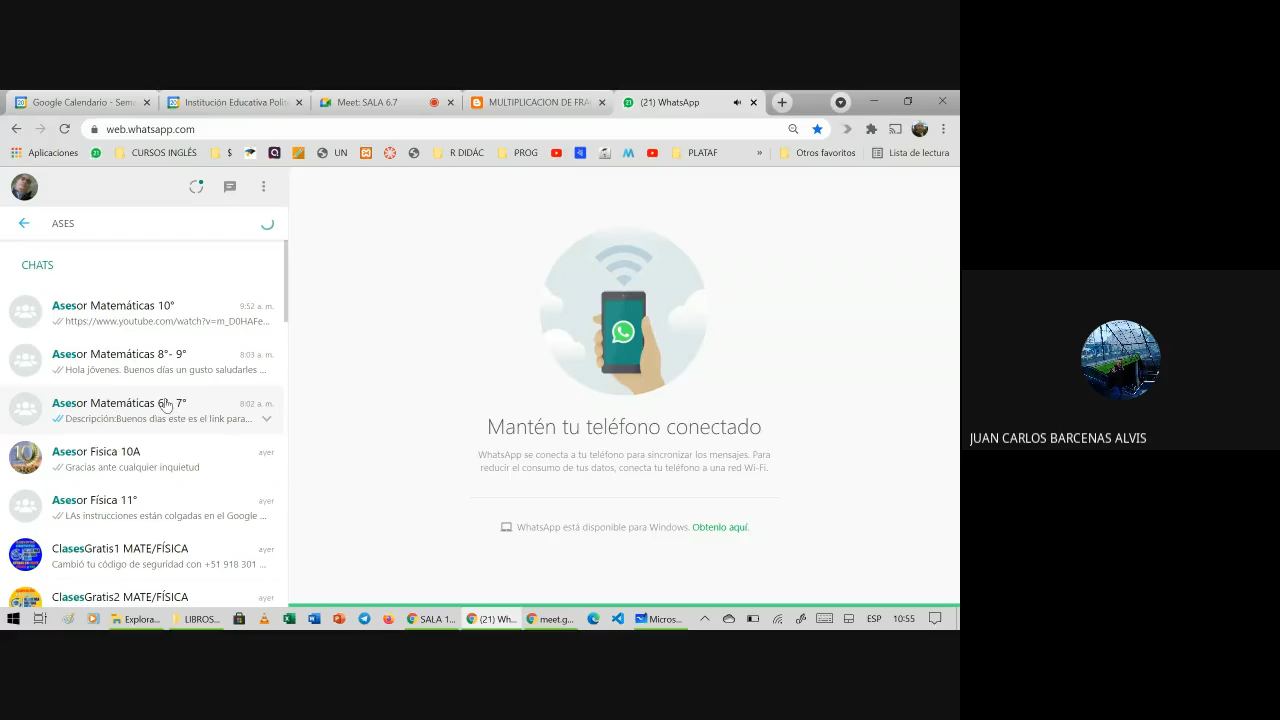 Google Calendario - Sema
Institución Educativa Polite
Meet: SALA 6.7
MULTIPLICACION DE FRA
(21) WhatsApp
web.whatsapp.com
Aplicaciones
CURSOS INGLÉS
$
UN
R DIDÁC
PROG
PLATAF
»
Otros favoritos
Lista de lectura
ASES
CHATS
Asesor Matemáticas 10°
9:52 a. m.
https://www.youtube.com/watch?v=m_D0HAFe...
Asesor Matemáticas 8°- 9°
8:03 a. m.
Hola jóvenes. Buenos días un gusto saludarles ...
Asesor Matemáticas 6°- 7°
8:02 a. m.
Descripción:Buenos dìas este es el link para...
Asesor Fisica 10A
ayer
Gracias ante cualquier inquietud
Asesor Física 11°
ayer
LAs instrucciones están colgadas en el Google ...
ClasesGratis1 MATE/FÍSICA
ayer
Cambió tu código de seguridad con +51 918 301 ...
ClasesGratis2 MATE/FÍSICA
ayer
Mantén tu teléfono conectado
WhatsApp se conecta a tu teléfono para sincronizar los mensajes. Para
reducir el consumo de tus datos, conecta tu teléfono a una red Wi-Fi.
WhatsApp está disponible para Windows. Obtenlo aquí.
JUAN CARLOS BARCENAS ALVIS
Explora...
LIBROS...
SALA 1...
(21) Wh...
meet.g...
Micros...
ESP
10:55